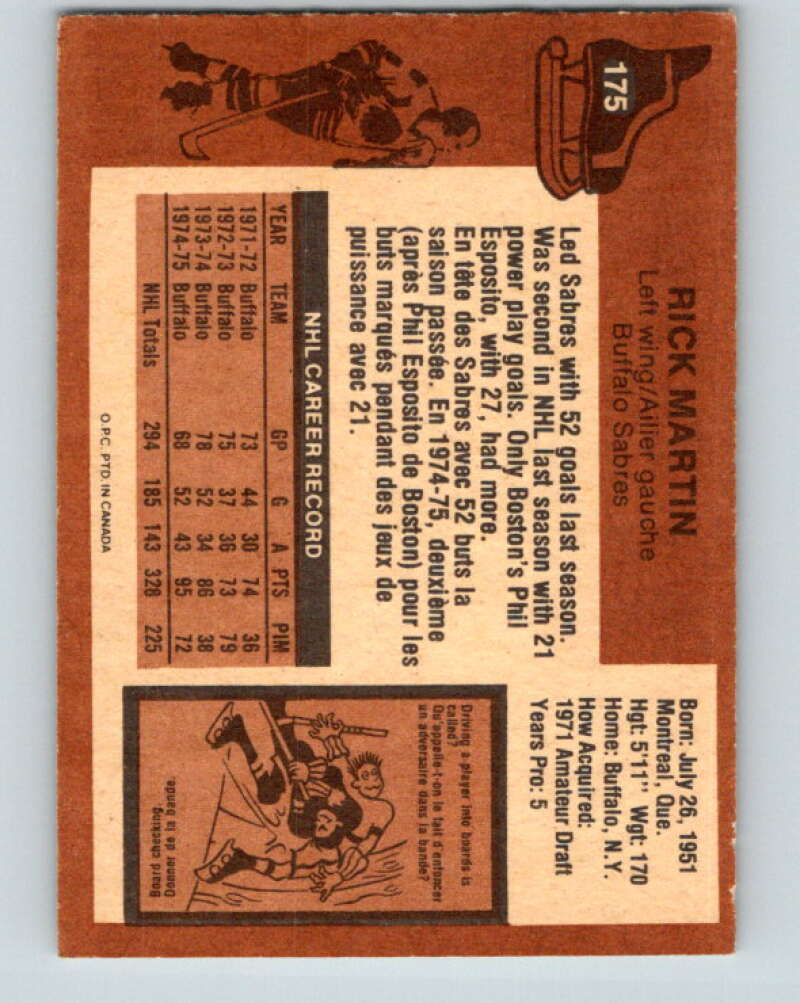 175
RICK MARTIN
Left wing/Ailier gauche
Buffalo Sabres
Born: July 26, 1951
Montreal, Que.
Hgt: 5'11" Wgt: 170
Home: Buffalo, N.Y.
How Acquired:
1971 Amateur Draft
Years Pro: 5
Led Sabres with 52 goals last season.
Was second in NHL last season with 21
power play goals. Only Boston's Phil
Esposito, with 27, had more.
En tête des Sabres avec 52 buts la
saison passée. En 1974-75, deuxième
(après Phil Esposito de Boston) pour les
buts marqués pendant des jeux de
puissance avec 21.
NHL CAREER RECORD
YEAR TEAM GP G A PTS PIM
1971-72 Buffalo 73 44 30 74 36
1972-73 Buffalo 75 37 36 73 79
1973-74 Buffalo 78 52 34 86 38
1974-75 Buffalo 68 52 43 95 72
NHL Totals 294 185 143 328 225
O.P.C. PTD. IN CANADA
Driving a player into boards is
called?
Qu'appelle-t-on le fait d'enfoncer
un adversaire dans la bande?
Board checking
Donner de la bande